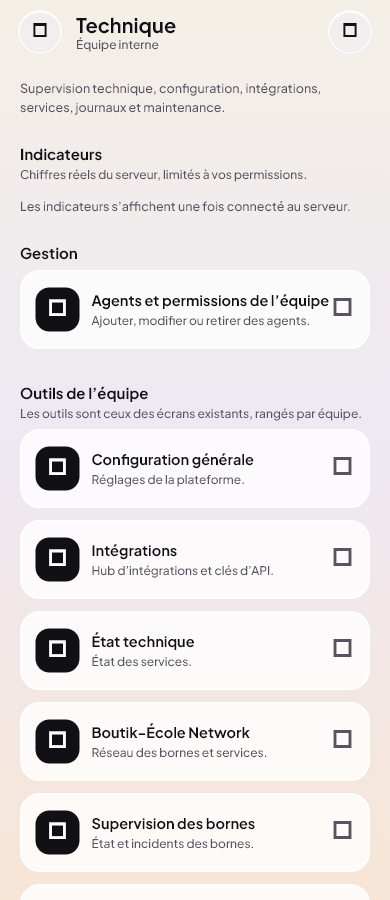 Technique
Équipe interne
Supervision technique, configuration, intégrations,
services, journaux et maintenance.
Indicateurs
Chiffres réels du serveur, limités à vos permissions.
Les indicateurs s’affichent une fois connecté au serveur.
Gestion
Agents et permissions de l’équipe
Ajouter, modifier ou retirer des agents.
Outils de l’équipe
Les outils sont ceux des écrans existants, rangés par équipe.
Configuration générale
Réglages de la plateforme.
Intégrations
Hub d’intégrations et clés d’API.
État technique
État des services.
Boutik-École Network
Réseau des bornes et services.
Supervision des bornes
État et incidents des bornes.